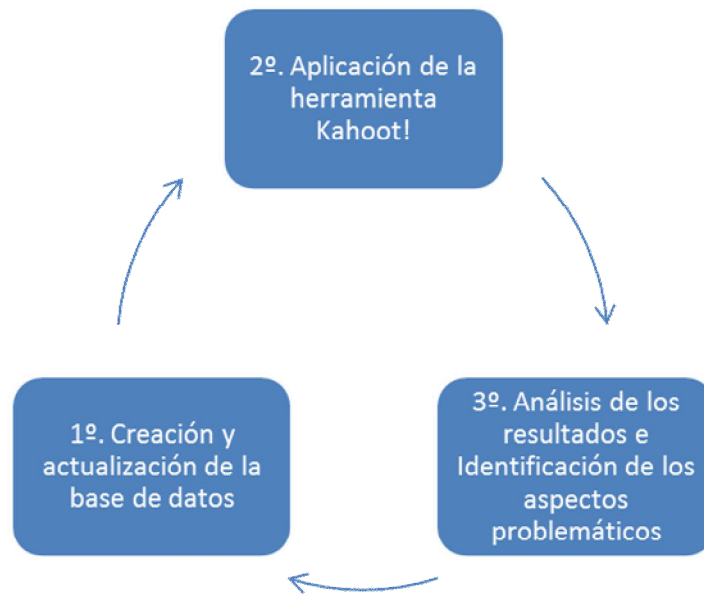 2º. Aplicación de la
herramienta
Kahoot!
1º. Creación y
actualización de la
base de datos
3º. Análisis de los
resultados e
Identificación de los
aspectos
problemáticos